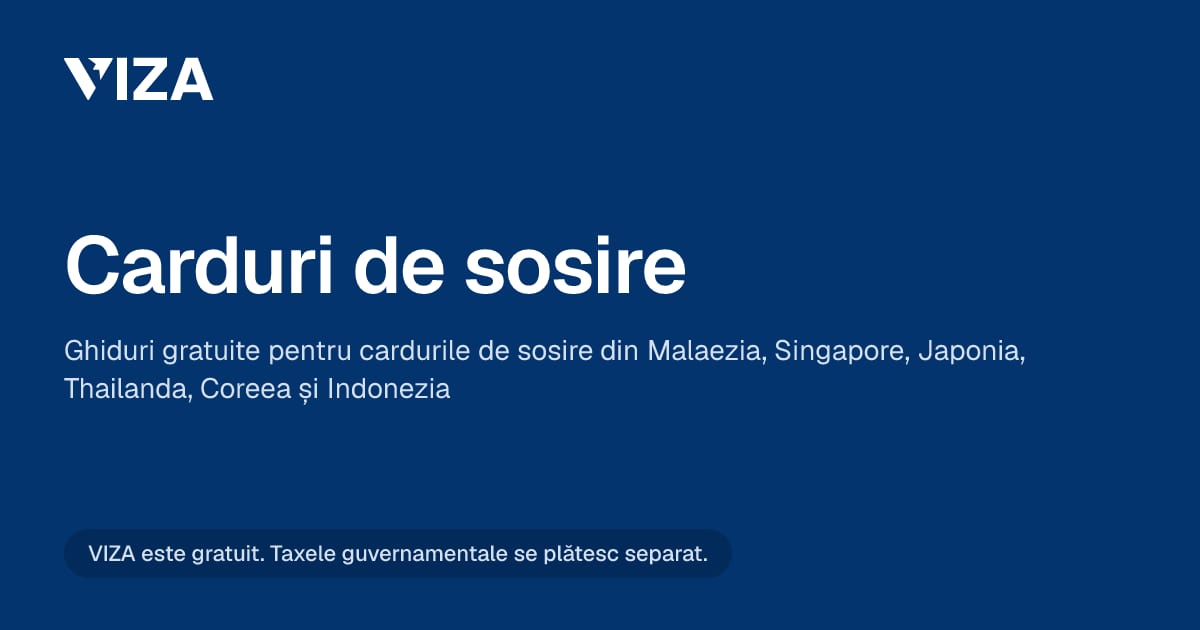 VIZA
Carduri de sosire
Ghiduri gratuite pentru cardurile de sosire din Malaezia, Singapore, Japonia,
Thailanda, Coreea și Indonezia
VIZA este gratuit. Taxele guvernamentale se plătesc separat.